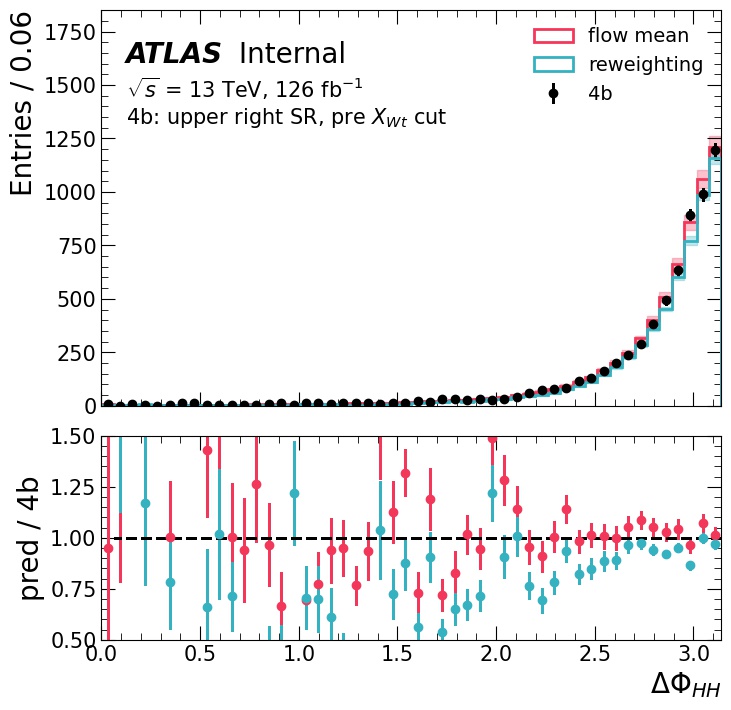 Entries / 0.06
1750
1500
1250
1000
750
500
250
0
ATLAS Internal
√s = 13 TeV, 126 fb⁻¹
4b: upper right SR, pre X_Wt cut
flow mean
reweighting
4b
pred / 4b
1.50
1.25
1.00
0.75
0.50
0.0 0.5 1.0 1.5 2.0 2.5 3.0
ΔΦ_HH